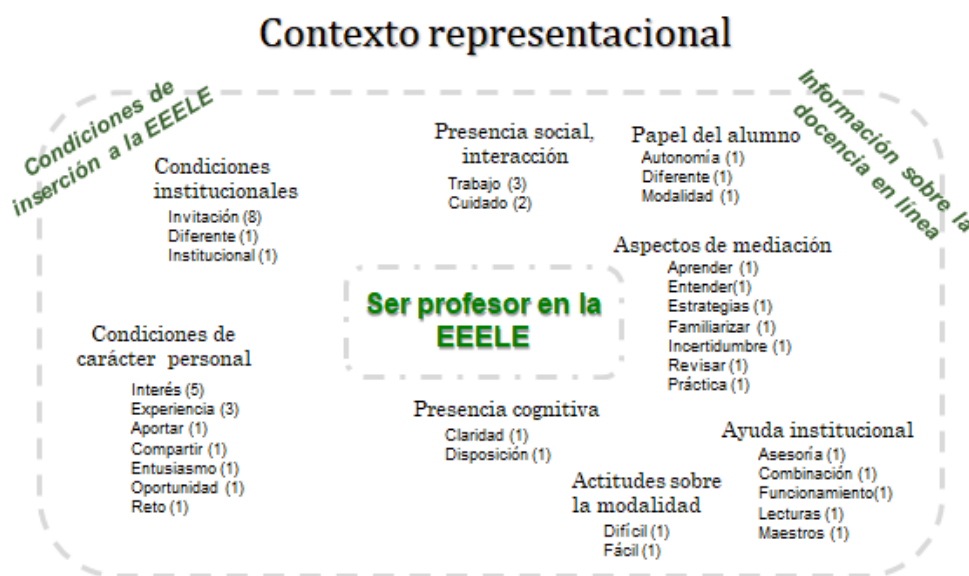 Contexto representacional
Condiciones de
inserción a la EEELE
Información sobre la
docencia en línea
Condiciones
institucionales
Invitación (8)
Diferente (1)
Institucional (1)
Presencia social,
interacción
Trabajo (3)
Cuidado (2)
Papel del alumno
Autonomía (1)
Diferente (1)
Modalidad (1)
Aspectos de mediación
Aprender (1)
Entender(1)
Estrategias (1)
Familiarizar (1)
Incertidumbre (1)
Revisar (1)
Práctica (1)
Ser profesor en la
EEELE
Condiciones de
carácter personal
Interés (5)
Experiencia (3)
Aportar (1)
Compartir (1)
Entusiasmo (1)
Oportunidad (1)
Reto (1)
Presencia cognitiva
Claridad (1)
Disposición (1)
Actitudes sobre
la modalidad
Difícil (1)
Fácil (1)
Ayuda institucional
Asesoría (1)
Combinación (1)
Funcionamiento(1)
Lecturas (1)
Maestros (1)